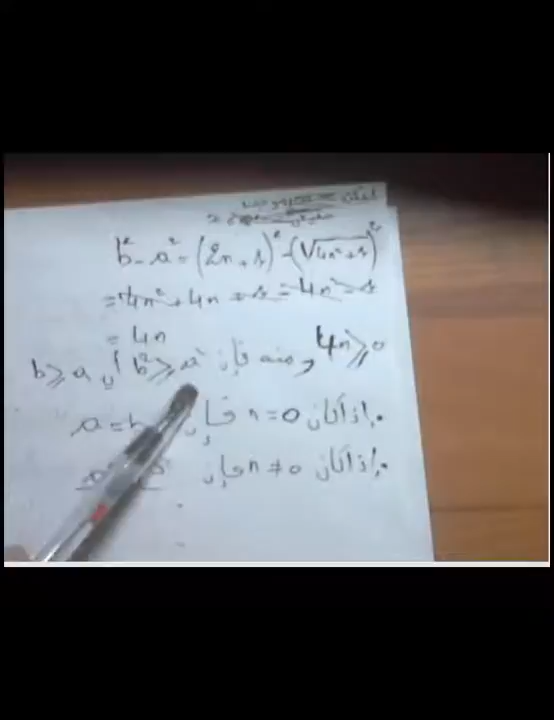 b² - a² = (2n + 1)² - (√4n² + 1)²
= 4n² + 4n + 1 - 4n² - 1
= 4n
4n ≥ 0 ومنه فإن b² ≥ a² أي b ≥ a
. إذا كان n = 0 فإن a = b
. إذا كان n ≠ 0 فإن